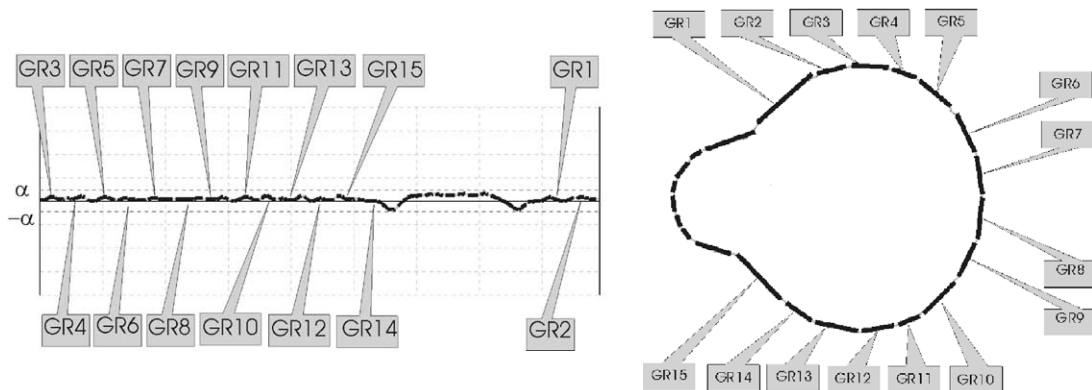 GR3 GR5 GR7 GR9 GR11 GR13 GR15 GR1
α
−α
GR4 GR6 GR8 GR10 GR12 GR14 GR2
GR1 GR2 GR3 GR4 GR5
GR6
GR7
GR8
GR9
GR15 GR14 GR13 GR12 GR11 GR10